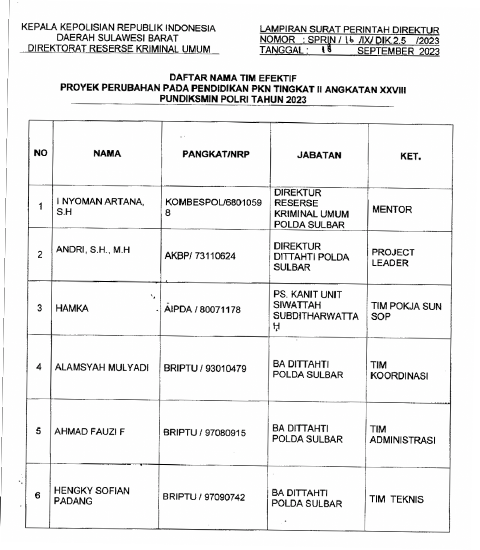 KEPALA KEPOLISIAN REPUBLIK INDONESIA
DAERAH SULAWESI BARAT
DIREKTORAT RESERSE KRIMINAL UMUM
LAMPIRAN SURAT PERINTAH DIREKTUR
NOMOR : SPRIN / 16 /IX/ DIK.2.5 /2023
TANGGAL : 18 SEPTEMBER 2023
DAFTAR NAMA TIM EFEKTIF
PROYEK PERUBAHAN PADA PENDIDIKAN PKN TINGKAT II ANGKATAN XXVIII
PUNDIKSMIN POLRI TAHUN 2023
NO NAMA PANGKAT/NRP JABATAN KET.
1
I NYOMAN ARTANA,
S.H
KOMBESPOL/6801059
8
DIREKTUR
RESERSE
KRIMINAL UMUM
POLDA SULBAR
MENTOR
2
ANDRI, S.H., M.H
AKBP/ 73110624
DIREKTUR
DITTAHTI POLDA
SULBAR
PROJECT
LEADER
3
HAMKA
AIPDA / 80071178
PS. KANIT UNIT
SIWATTAH
SUBDITHARWATTA
H
TIM POKJA SUN
SOP
4
ALAMSYAH MULYADI
BRIPTU / 93010479
BA DITTAHTI
POLDA SULBAR
TIM
KOORDINASI
5
AHMAD FAUZI F
BRIPTU / 97080915
BA DITTAHTI
POLDA SULBAR
TIM
ADMINISTRASI
6
HENGKY SOFIAN
PADANG
BRIPTU / 97090742
BA DITTAHTI
POLDA SULBAR
TIM TEKNIS